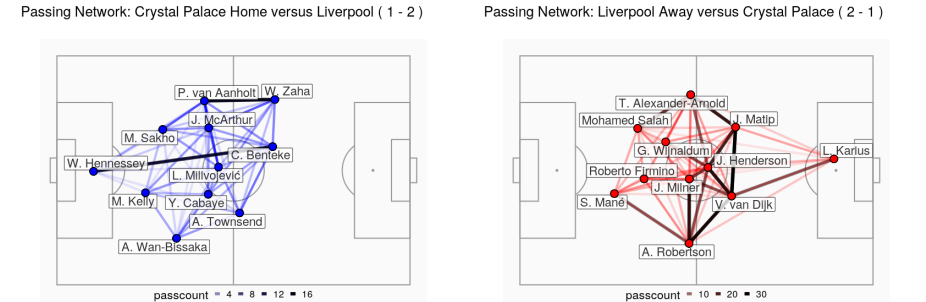 Passing Network: Crystal Palace Home versus Liverpool ( 1 - 2 )
P. van Aanholt
W. Zaha
J. McArthur
M. Sakho
C. Benteke
W. Hennessey
L. Milivojević
M. Kelly
Y. Cabaye
A. Townsend
A. Wan-Bissaka
passcount 4 8 12 16
Passing Network: Liverpool Away versus Crystal Palace ( 2 - 1 )
T. Alexander-Arnold
Mohamed Salah
J. Matip
G. Wijnaldum
L. Karius
J. Henderson
Roberto Firmino
J. Milner
S. Mané
V. van Dijk
A. Robertson
passcount 10 20 30